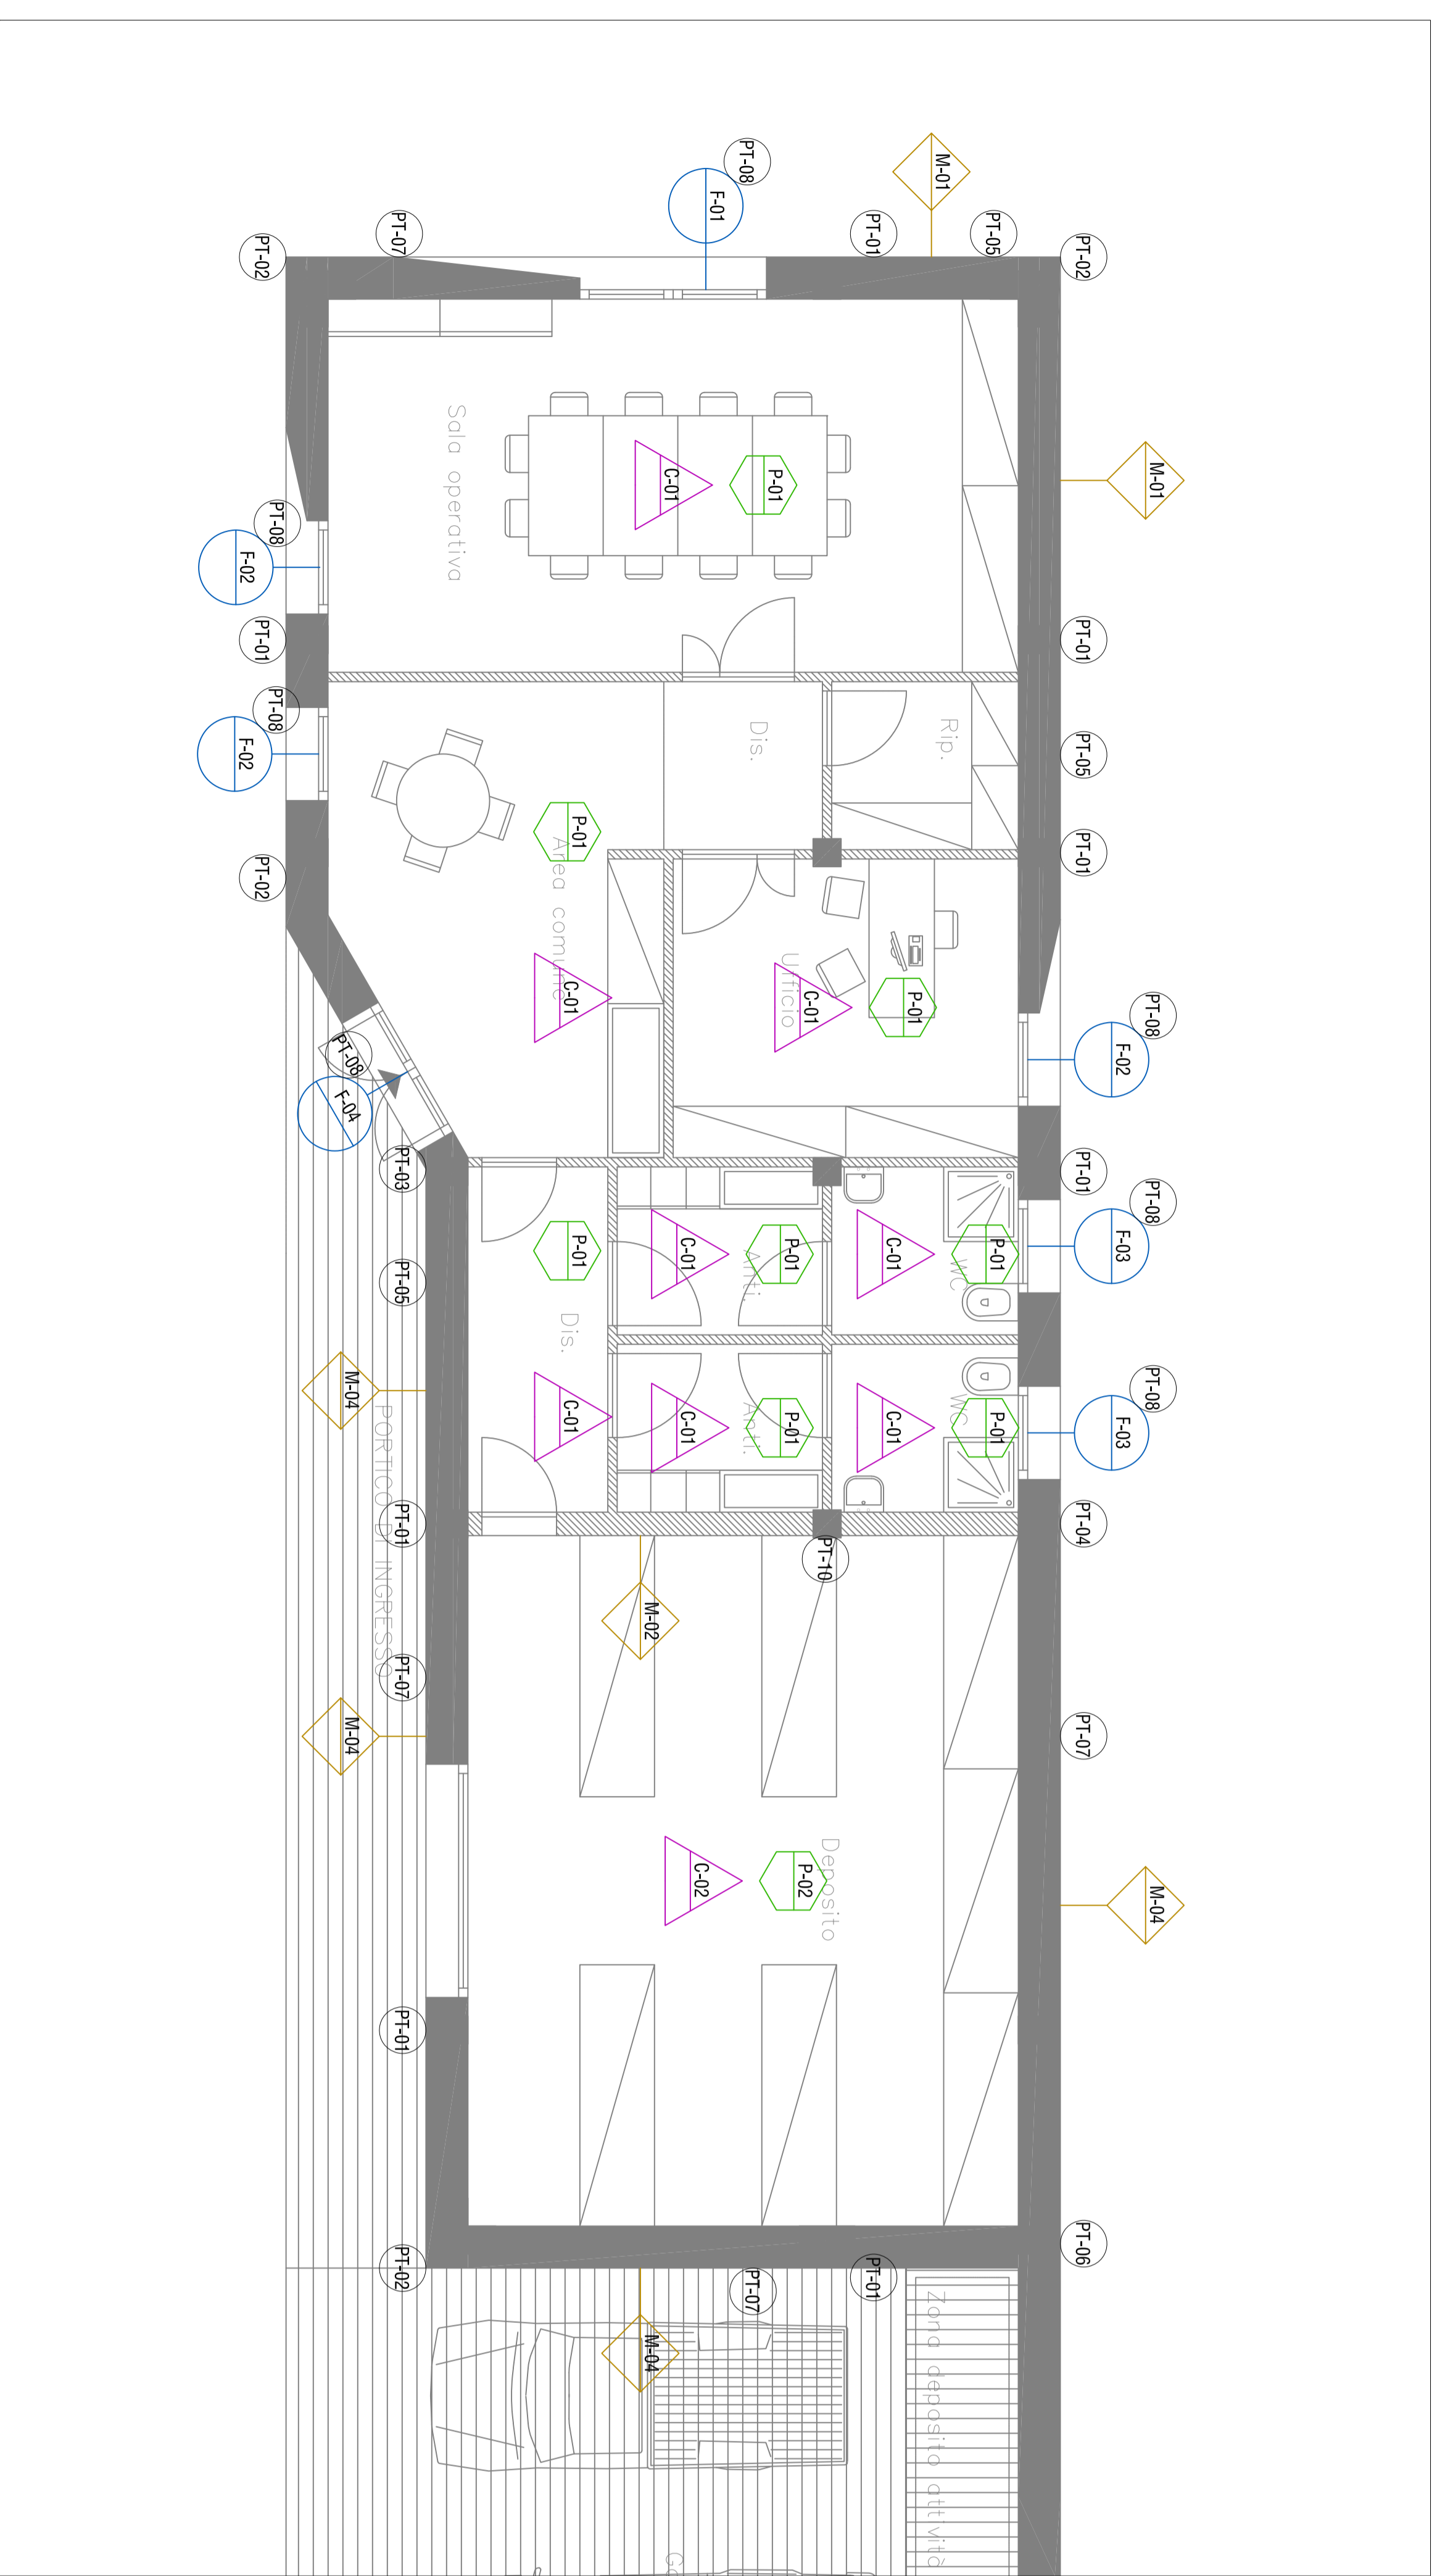 M-01
PT-08
PT-08
PT-08
M-04
F-02
F-03
F-03
PT-02
PT-01
PT-05
PT-01
PT-01
PT-04
PT-07
PT-06
PT-05
P-01
P-01
M-01
Rip.
WC
WC
Zona deposito attività
P-01
PT-01
C-01
C-01
PT-01
Deposito
PT-10
C-01
P-02
Ufficio
P-01
P-01
P-01
PT-08
Dis.
Anti.
Anti.
PT-07
F-01
C-01
C-01
C-02
C-01
M-02
M-04
P-01
P-01
C-01
C-01
Area comune
Dis.
Sala operativa
PT-07
PT-03
PT-05
PT-01
PT-07
PT-01
PT-02
PORTICO DI INGRESSO
M-04
M-04
PT-08
F-04
PT-02
PT-08
PT-01
PT-08
PT-02
F-02
F-02